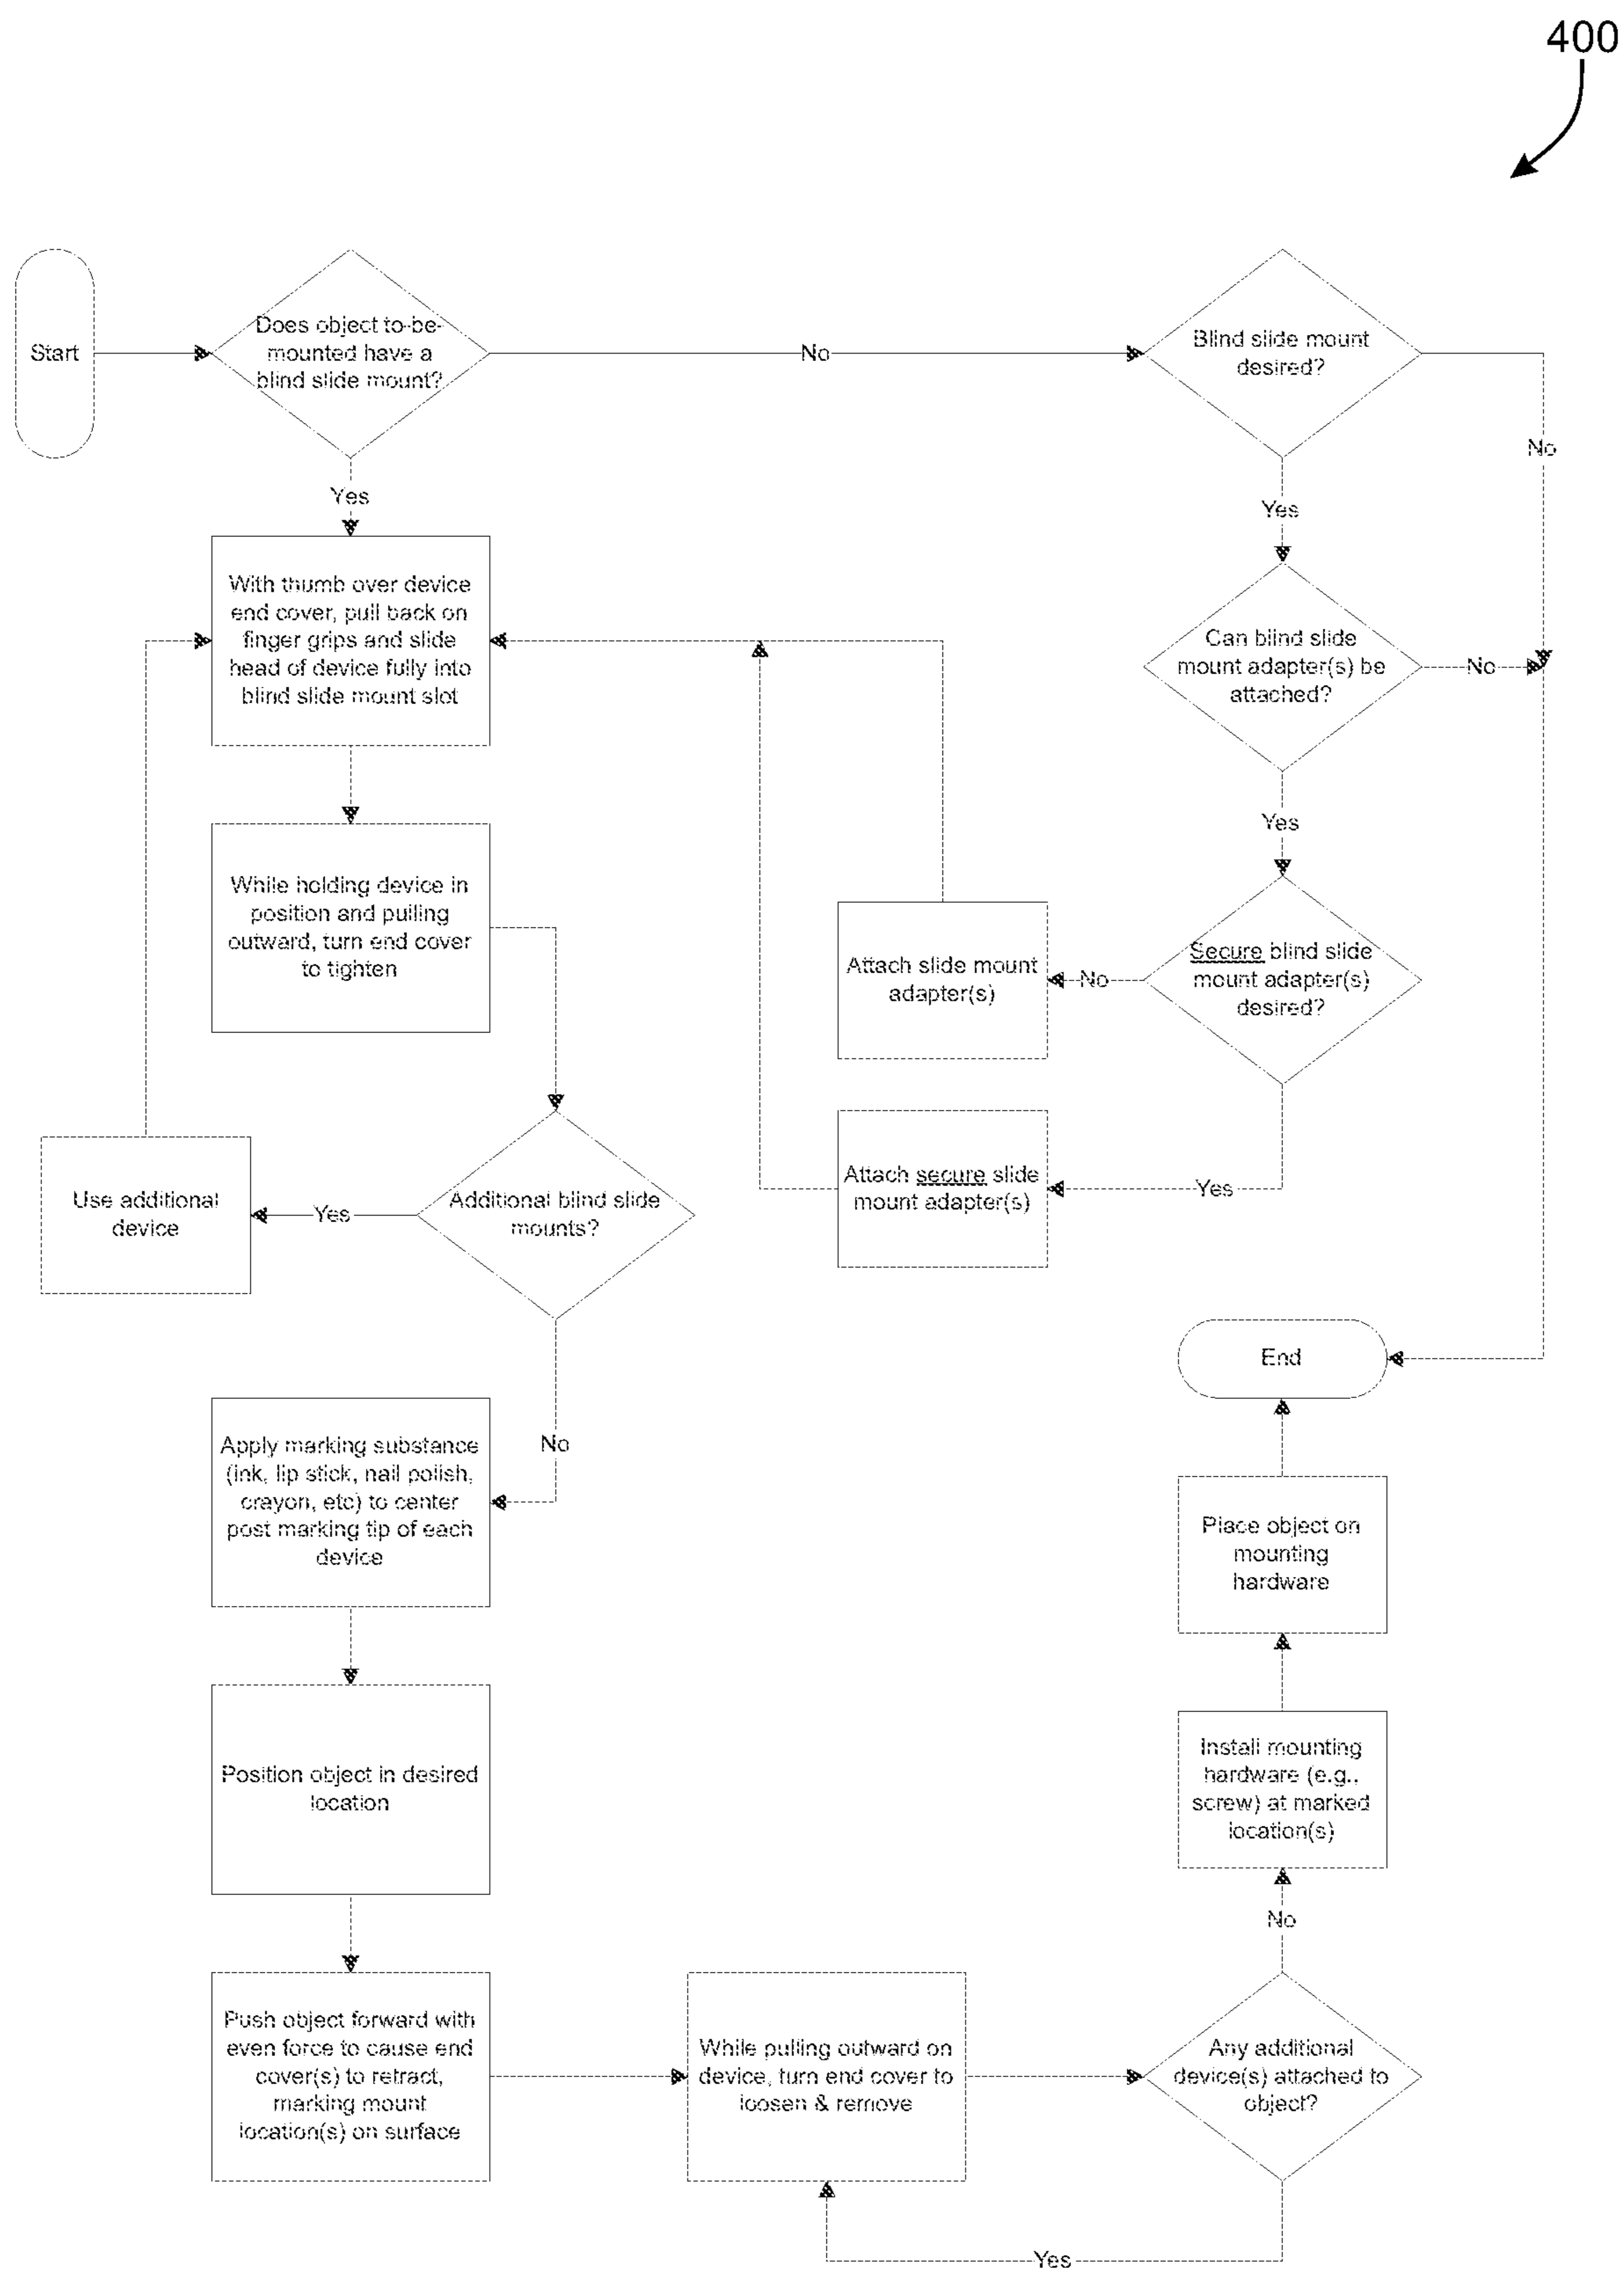 400
Start
Does object to-be-
mounted have a
blind slide mount?
No
Blind slide mount
desired?
No
Yes
Yes
With thumb over device
end cover, pull back on
finger grips and slide
head of device fully into
blind slide mount slot
Can blind slide
mount adapter(s) be
attached?
No
Yes
While holding device in
position and pulling
outward, turn end cover
to tighten
Attach slide mount
adapter(s)
No
Secure blind slide
mount adapter(s)
desired?
Use additional
device
Yes
Additional blind slide
mounts?
Attach secure slide
mount adapter(s)
Yes
End
No
Apply marking substance
(ink, lip stick, nail polish,
crayon, etc) to center
post marking tip of each
device
Place object on
mounting
hardware
Position object in desired
location
Install mounting
hardware (e.g.,
screw) at marked
location(s)
No
Push object forward with
even force to cause end
cover(s) to retract,
marking mount
location(s) on surface
While pulling outward on
device, turn end cover to
loosen & remove
Any additional
device(s) attached to
object?
Yes